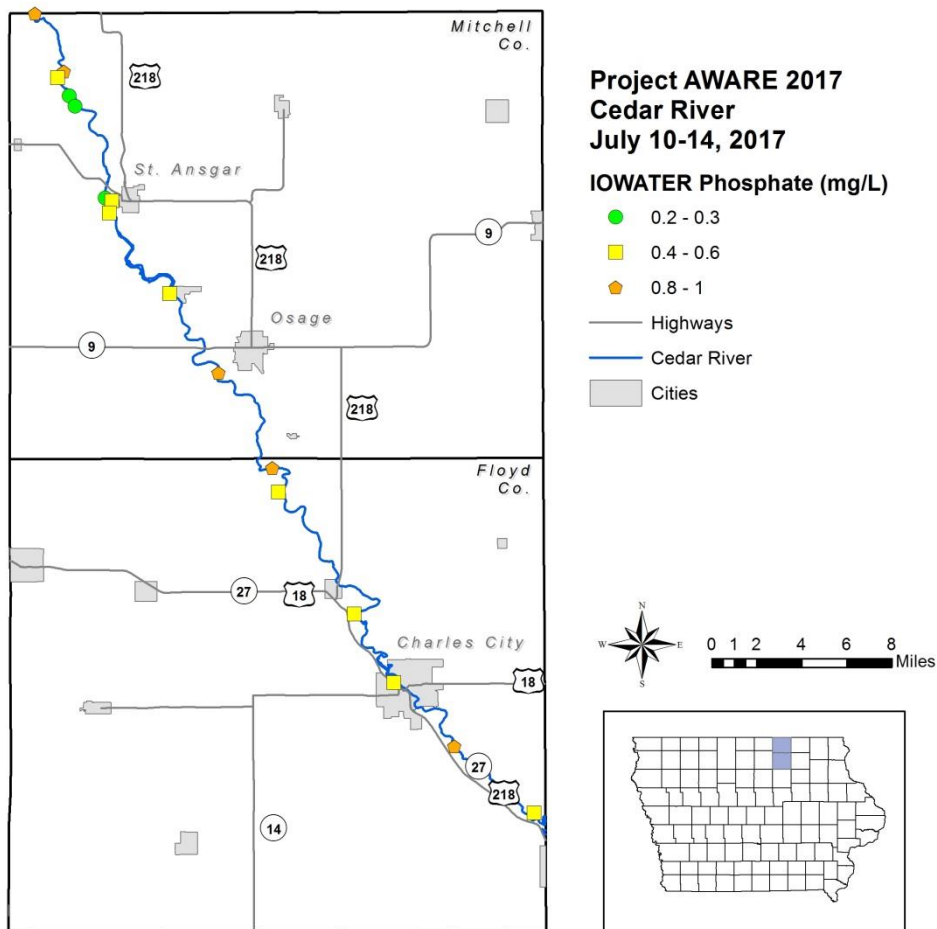 Mitchell
Co.
218
St. Ansgar
9
218
Osage
9
218
Floyd
Co.
27
18
Charles City
18
27
218
14
Project AWARE 2017
Cedar River
July 10-14, 2017
IOWATER Phosphate (mg/L)
0.2 - 0.3
0.4 - 0.6
0.8 - 1
Highways
Cedar River
Cities
N
W E
S
0 1 2 4 6 8
Miles